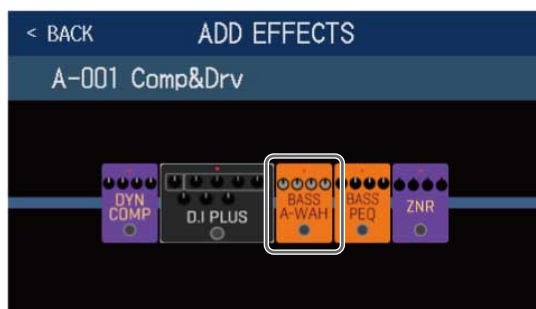 < BACK ADD EFFECTS
A-001 Comp&Drv
DYN
COMP
D.I PLUS
BASS
A-WAH
BASS
PEQ
ZNR